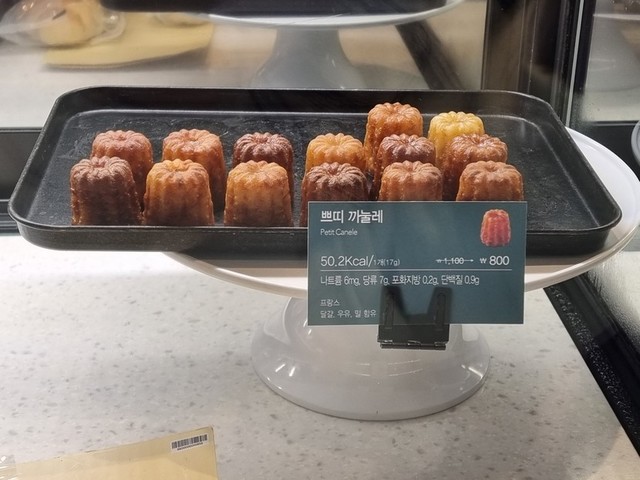 쁘띠 까눌레
Petit Canele
50.2Kcal/1개(17g) ₩1,100 ₩800
나트륨 6mg, 당류 7g, 포화지방 0.2g, 단백질 0.9g
프랑스
달걀, 우유, 밀 함유